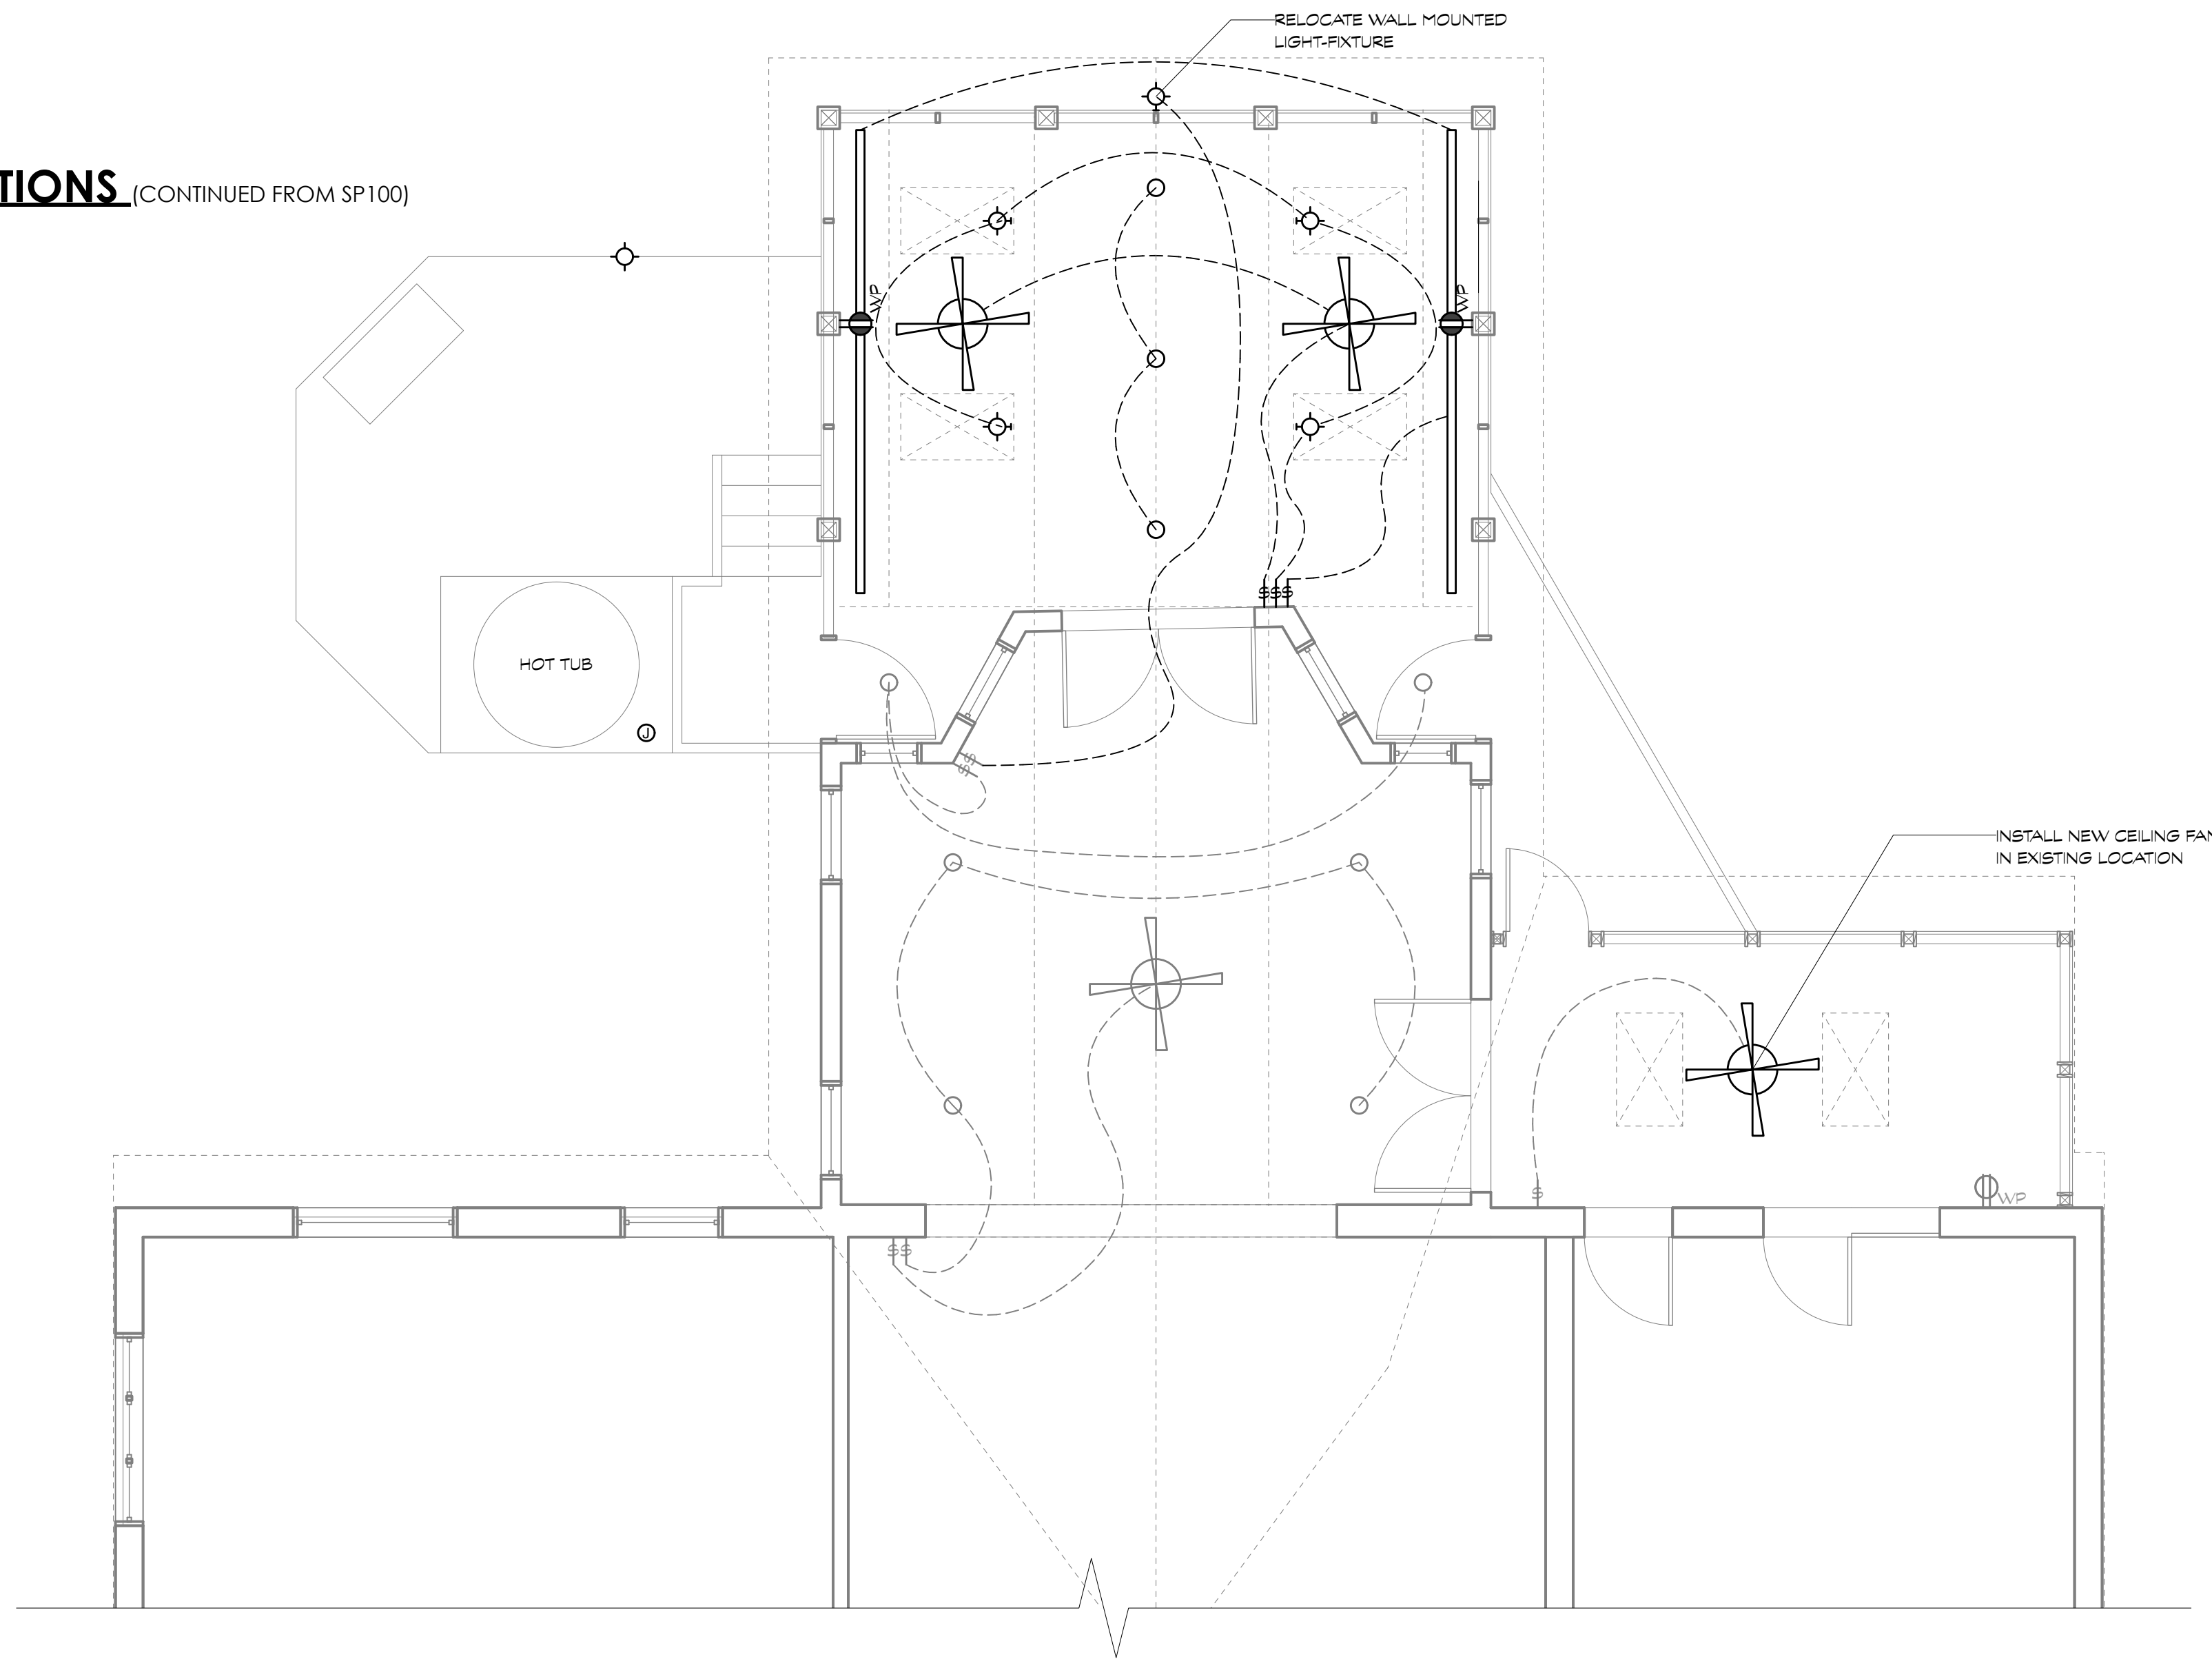 RELOCATE WALL MOUNTED
LIGHT-FIXTURE
TIONS (CONTINUED FROM SP100)
WP
WP
$$$
HOT TUB
J
$
$
INSTALL NEW CEILING FAN
IN EXISTING LOCATION
$
WP
$$